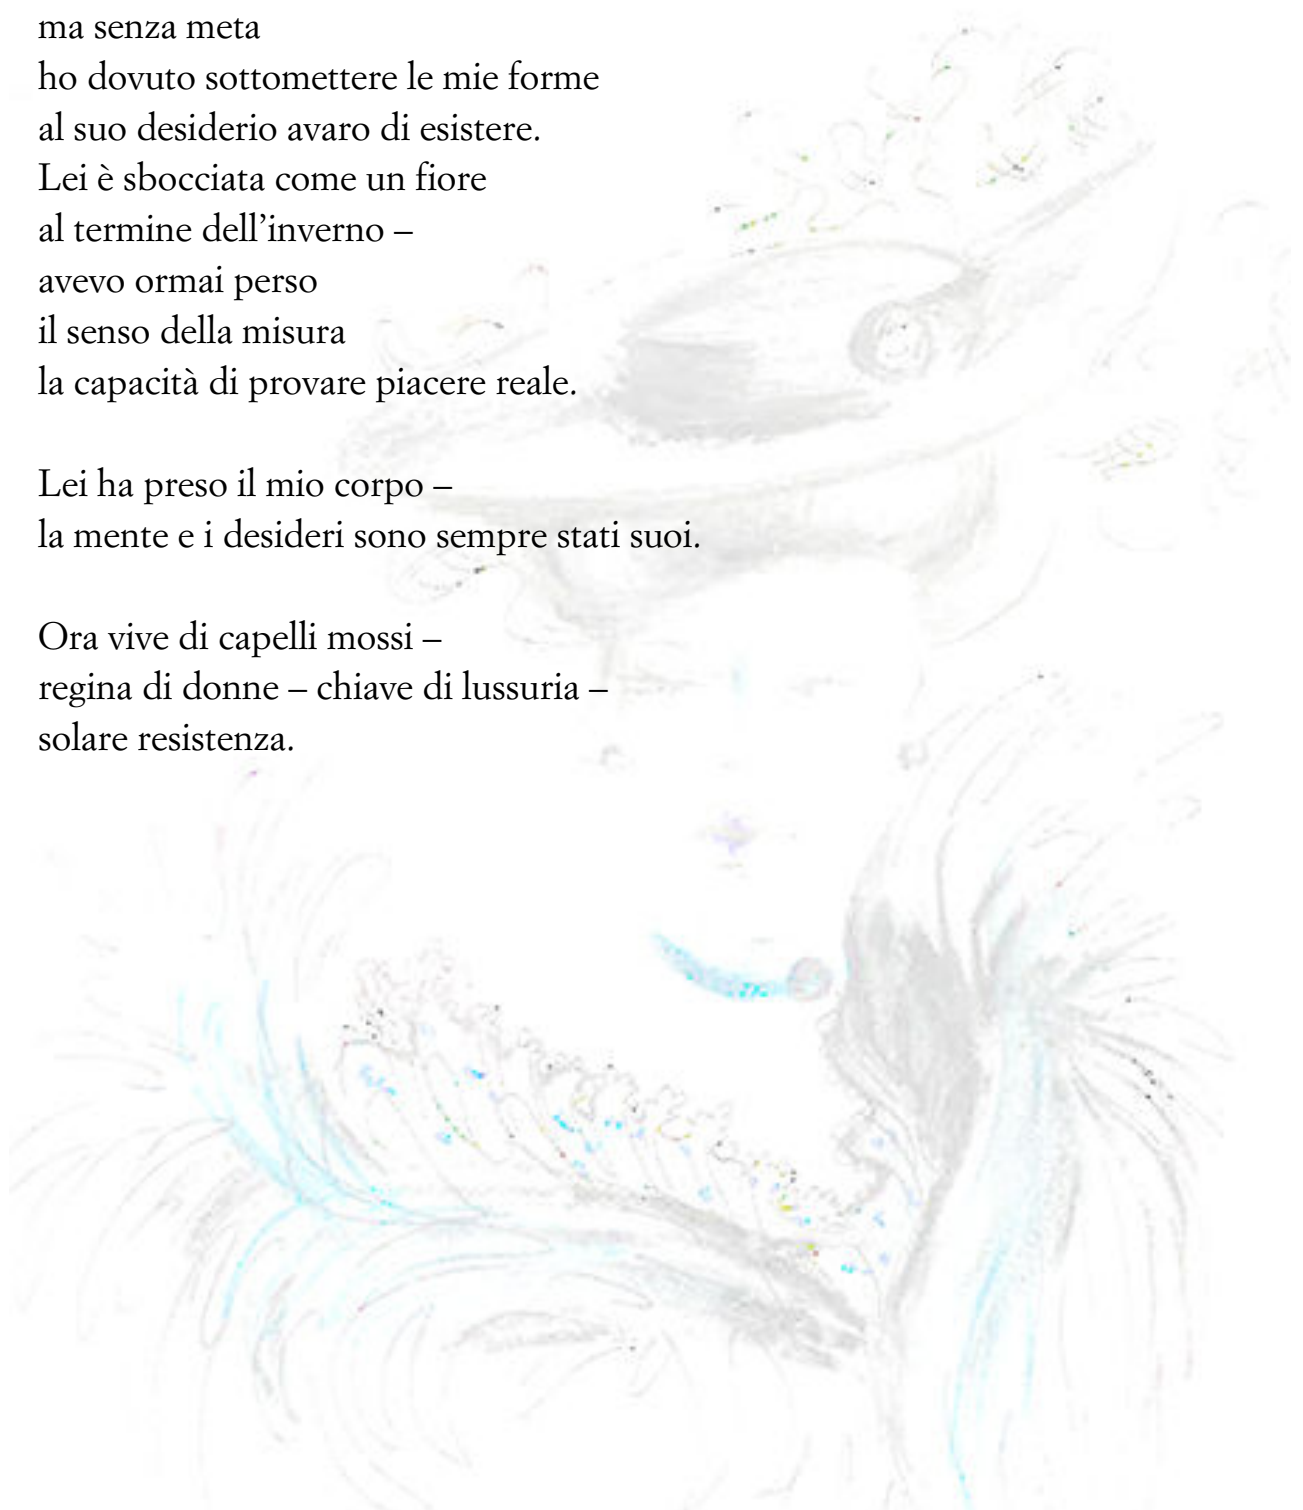 ma senza meta
ho dovuto sottomettere le mie forme
al suo desiderio avaro di esistere.
Lei è sbocciata come un fiore
al termine dell’inverno –
avevo ormai perso
il senso della misura
la capacità di provare piacere reale.
Lei ha preso il mio corpo –
la mente e i desideri sono sempre stati suoi.
Ora vive di capelli mossi –
regina di donne – chiave di lussuria –
solare resistenza.